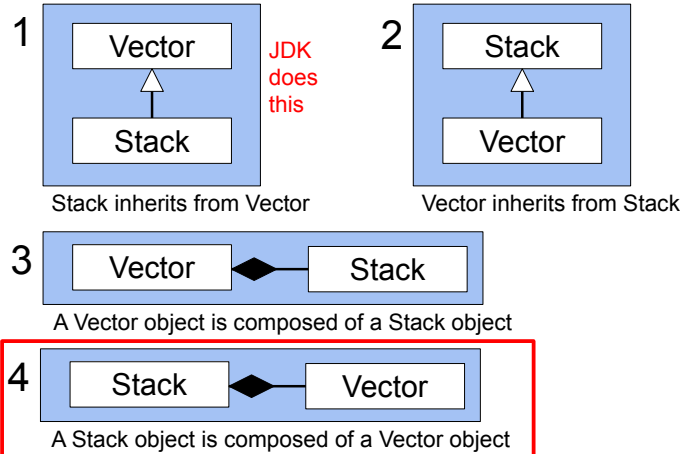 1
Vector
Stack
JDK
does
this
Stack inherits from Vector
2
Stack
Vector
Vector inherits from Stack
3
Vector
Stack
A Vector object is composed of a Stack object
4
Stack
Vector
A Stack object is composed of a Vector object